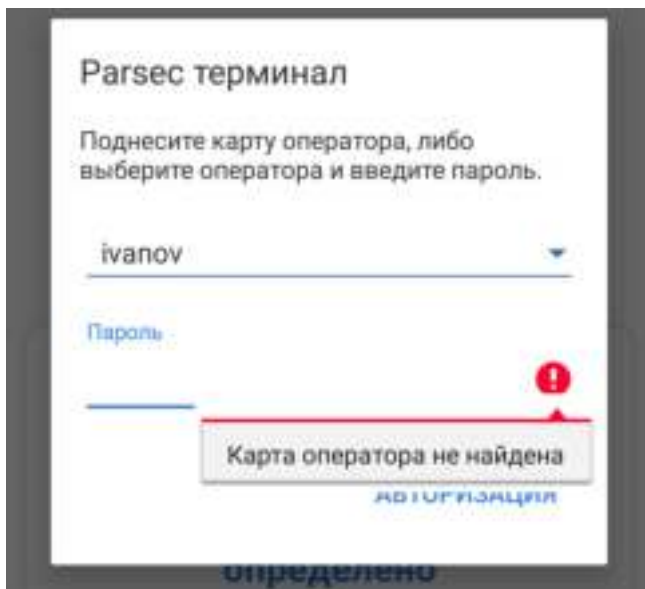 Parsec терминал
Поднесите карту оператора, либо
выберите оператора и введите пароль.
ivanov
Пароль
Карта оператора не найдена
АВТОРИЗАЦИЯ
определено